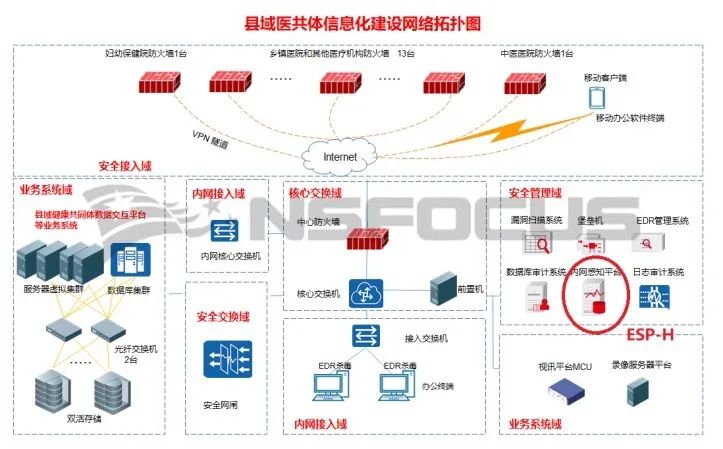 县域医共体信息化建设网络拓扑图
妇幼保健院防火墙1台
乡镇医院和其他医疗机构防火墙 13台
中医医院防火墙1台
移动客户端
移动办公软件终端
VPN 隧道
Internet
安全接入域
业务系统域
县域健康共同体数据交互平台
等业务系统
服务器虚拟集群
数据库集群
光纤交换机
2台
双活存储
内网接入域
内网核心交换机
安全交换域
安全网闸
核心交换域
中心防火墙
核心交换机
前置机
接入交换机
EDR杀毒
EDR杀毒
办公终端
内网接入域
安全管理域
漏洞扫描系统
堡垒机
EDR管理系统
数据库审计系统
内网感知平台
日志审计系统
ESP-H
视讯平台MCU
录像服务器平台
业务系统域
NSFOCUS